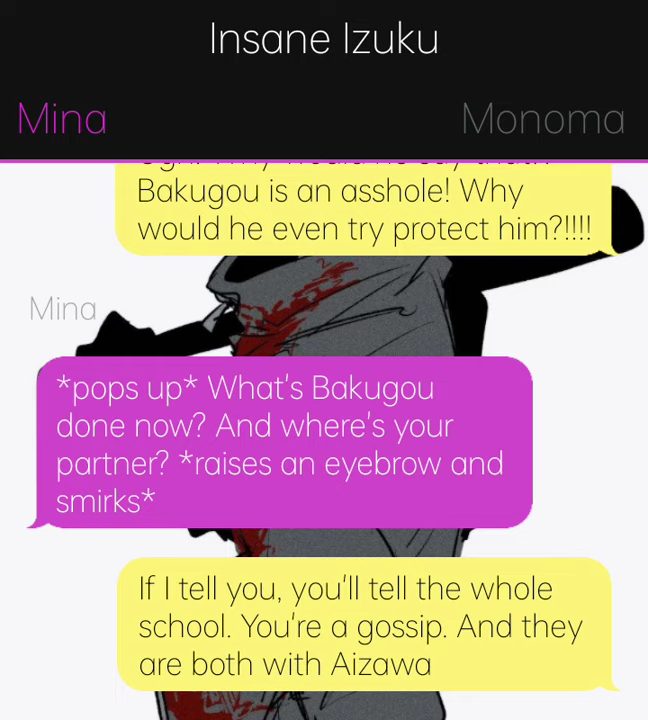 Insane Izuku
Mina
Monoma
Bakugou is an asshole! Why
would he even try protect him?!!!!
Mina
*pops up* What's Bakugou
done now? And where's your
partner? *raises an eyebrow and
smirks*
If I tell you, you'll tell the whole
school. You're a gossip. And they
are both with Aizawa